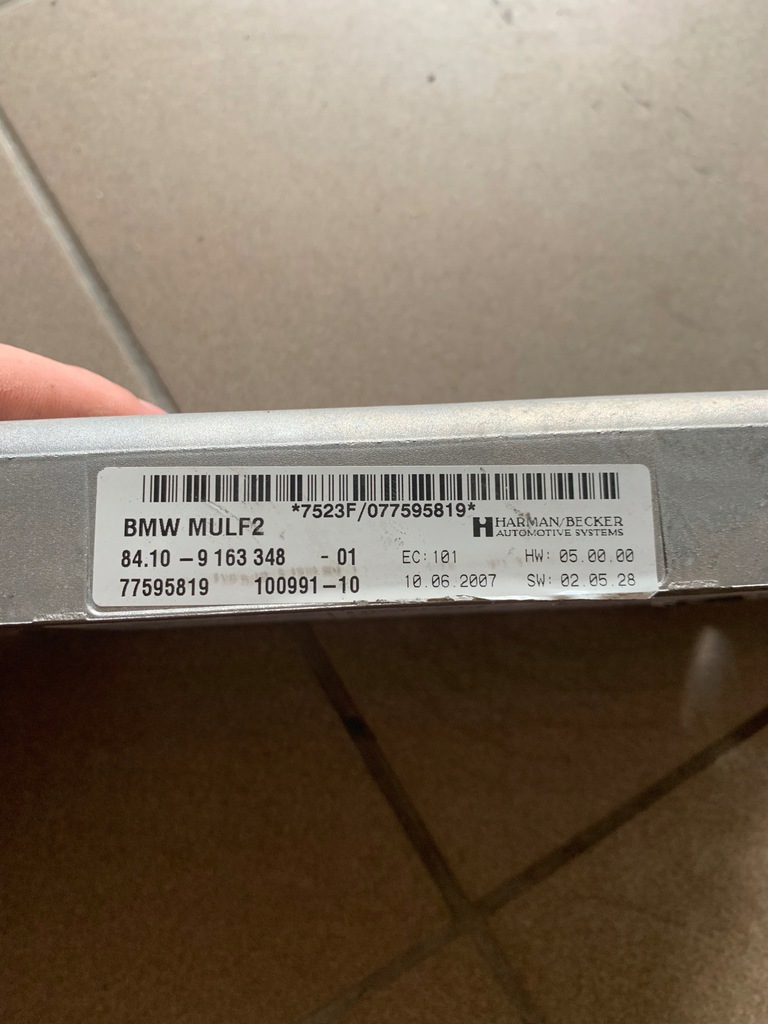 *7523F/077595819*
BMW MULF2
HARMAN/BECKER
AUTOMOTIVE SYSTEMS
84.10 – 9 163 348 - 01 EC: 101 HW: 05.00.00
77595819 100991–10 10.06.2007 SW: 02.05.28